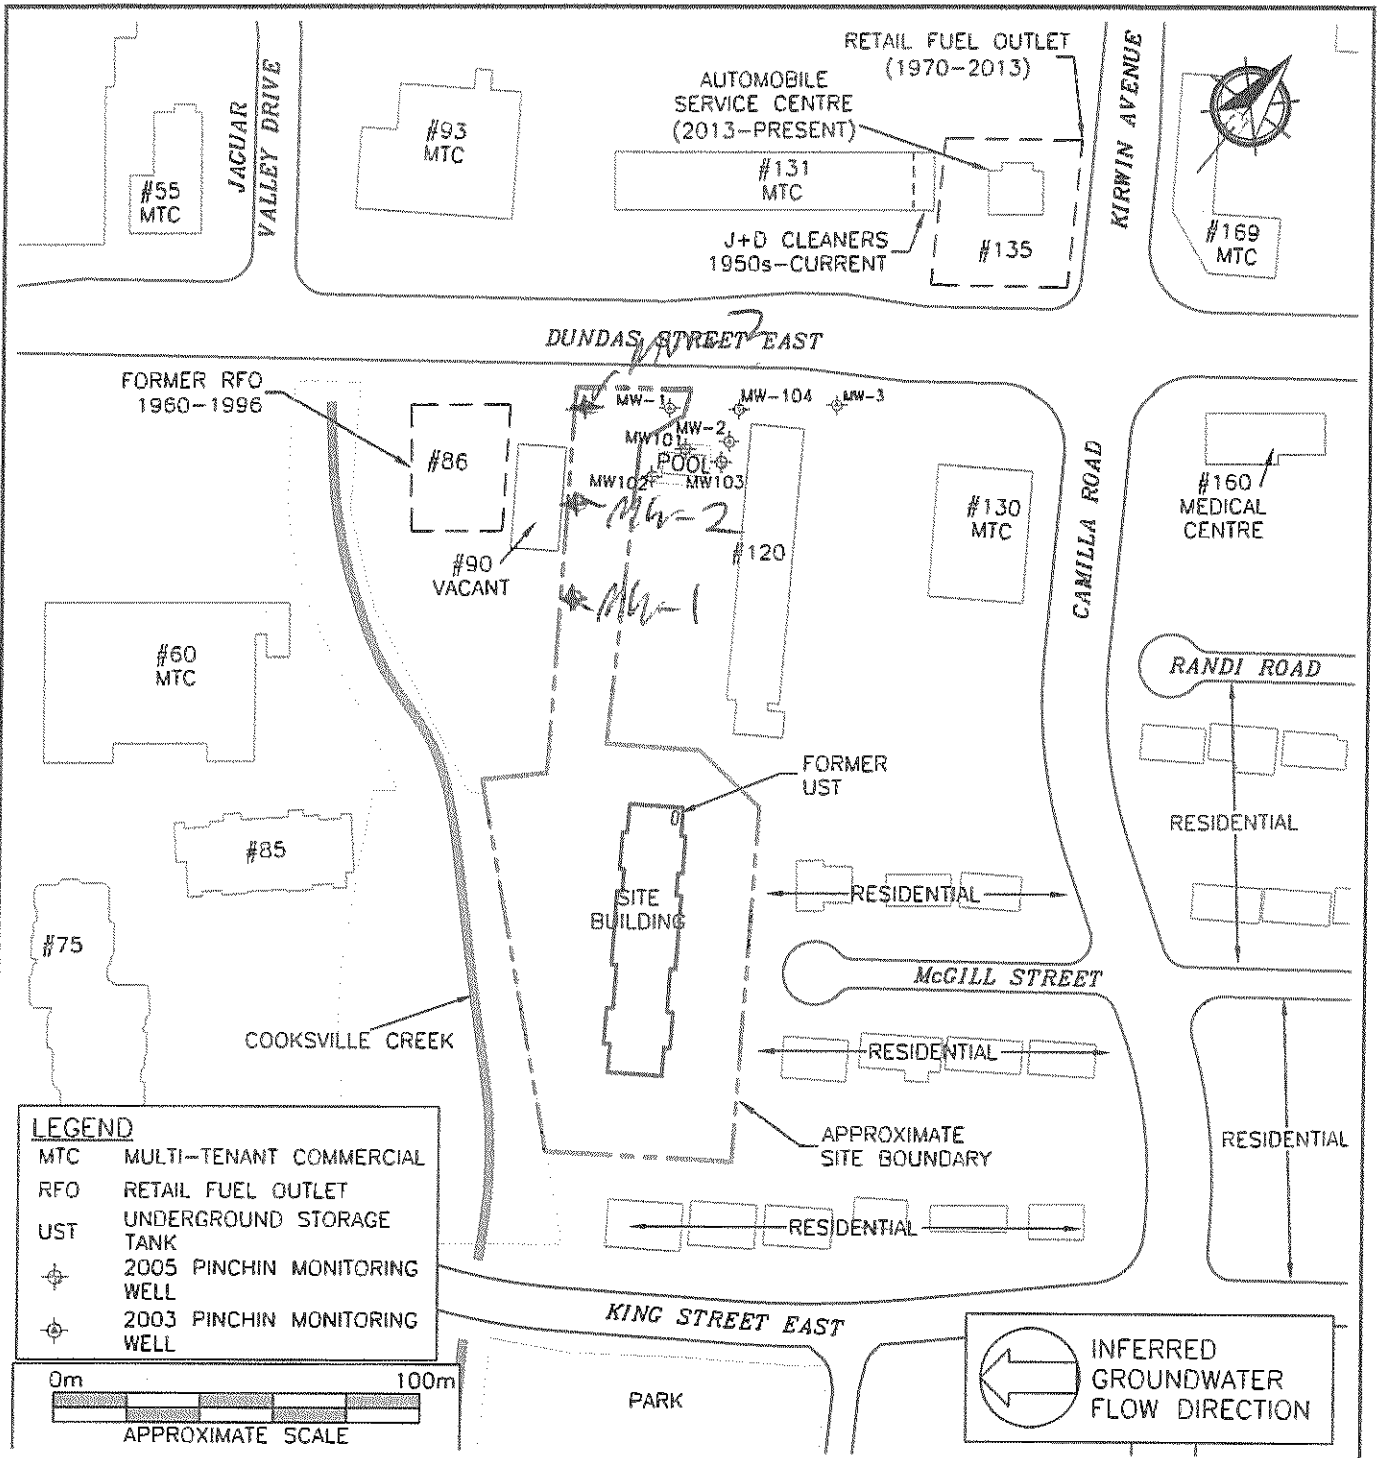 RETAIL FUEL OUTLET
(1970-2013)
AUTOMOBILE
SERVICE CENTRE
(2013-PRESENT)
KIRWIN AVENUE
JAGUAR
VALLEY DRIVE
#93
MTC
#55
MTC
#131
MTC
J+D CLEANERS
1950s-CURRENT
#135
#169
MTC
DUNDAS STREET EAST
FORMER RFO
1960-1996
MW-1
MW-104
MW-3
MW-2
MW101
POOL
MW102
MW103
#86
MW-2
#90
VACANT
MW-1
#120
#130
MTC
CAMILLA ROAD
#160
MEDICAL
CENTRE
#60
MTC
RANDI ROAD
FORMER
UST
RESIDENTIAL
#85
SITE
BUILDING
RESIDENTIAL
#75
McGILL STREET
COOKSVILLE CREEK
RESIDENTIAL
APPROXIMATE
SITE BOUNDARY
RESIDENTIAL
RESIDENTIAL
KING STREET EAST
PARK
LEGEND
MTC MULTI-TENANT COMMERCIAL
RFO RETAIL FUEL OUTLET
UST UNDERGROUND STORAGE
TANK
2005 PINCHIN MONITORING
WELL
2003 PINCHIN MONITORING
WELL
0m 100m
APPROXIMATE SCALE
INFERRED
GROUNDWATER
FLOW DIRECTION